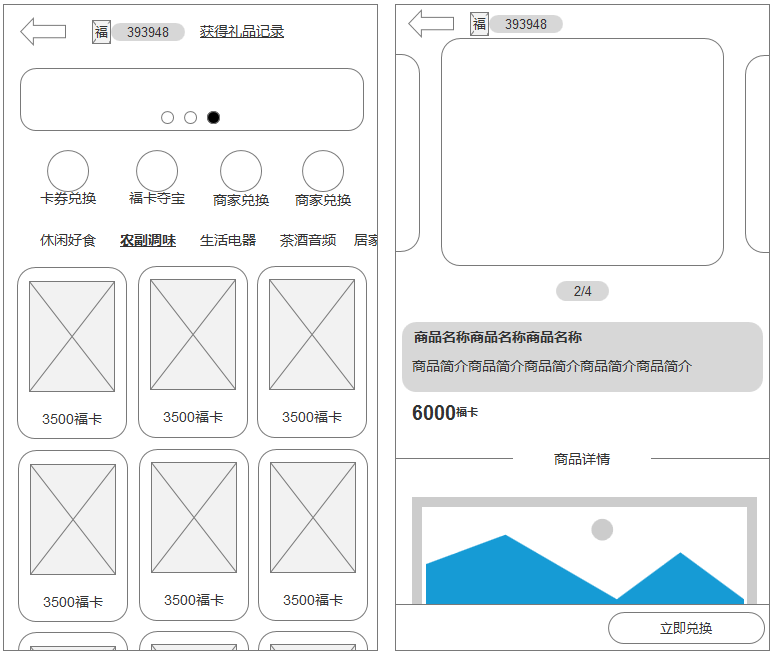 福 393948 获得礼品记录
卡券兑换 福卡夺宝 商家兑换 商家兑换
休闲好食 农副调味 生活电器 茶酒音频 居家
3500福卡 3500福卡 3500福卡
3500福卡 3500福卡 3500福卡
福 393948
2/4
商品名称商品名称商品名称
商品简介商品简介商品简介商品简介商品简介
6000福卡
商品详情
立即兑换